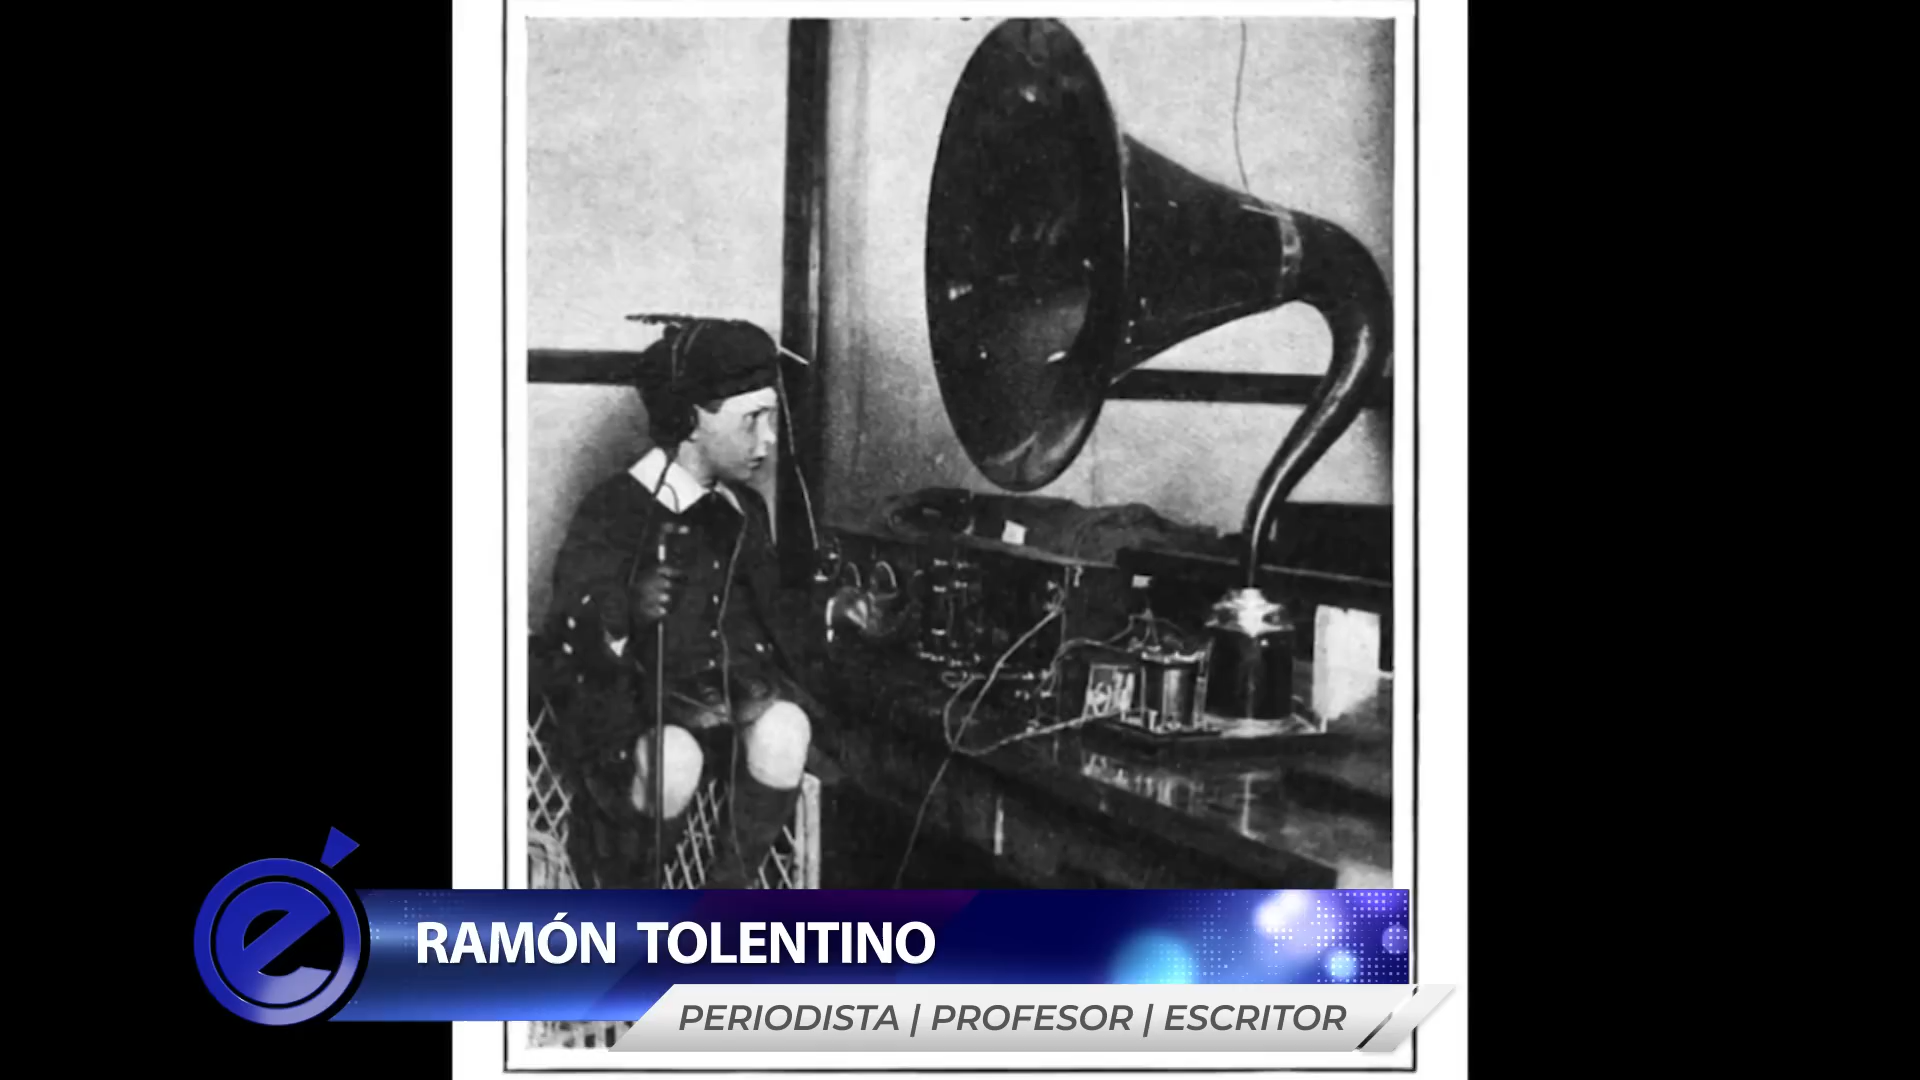 é
RAMÓN TOLENTINO
PERIODISTA | PROFESOR | ESCRITOR